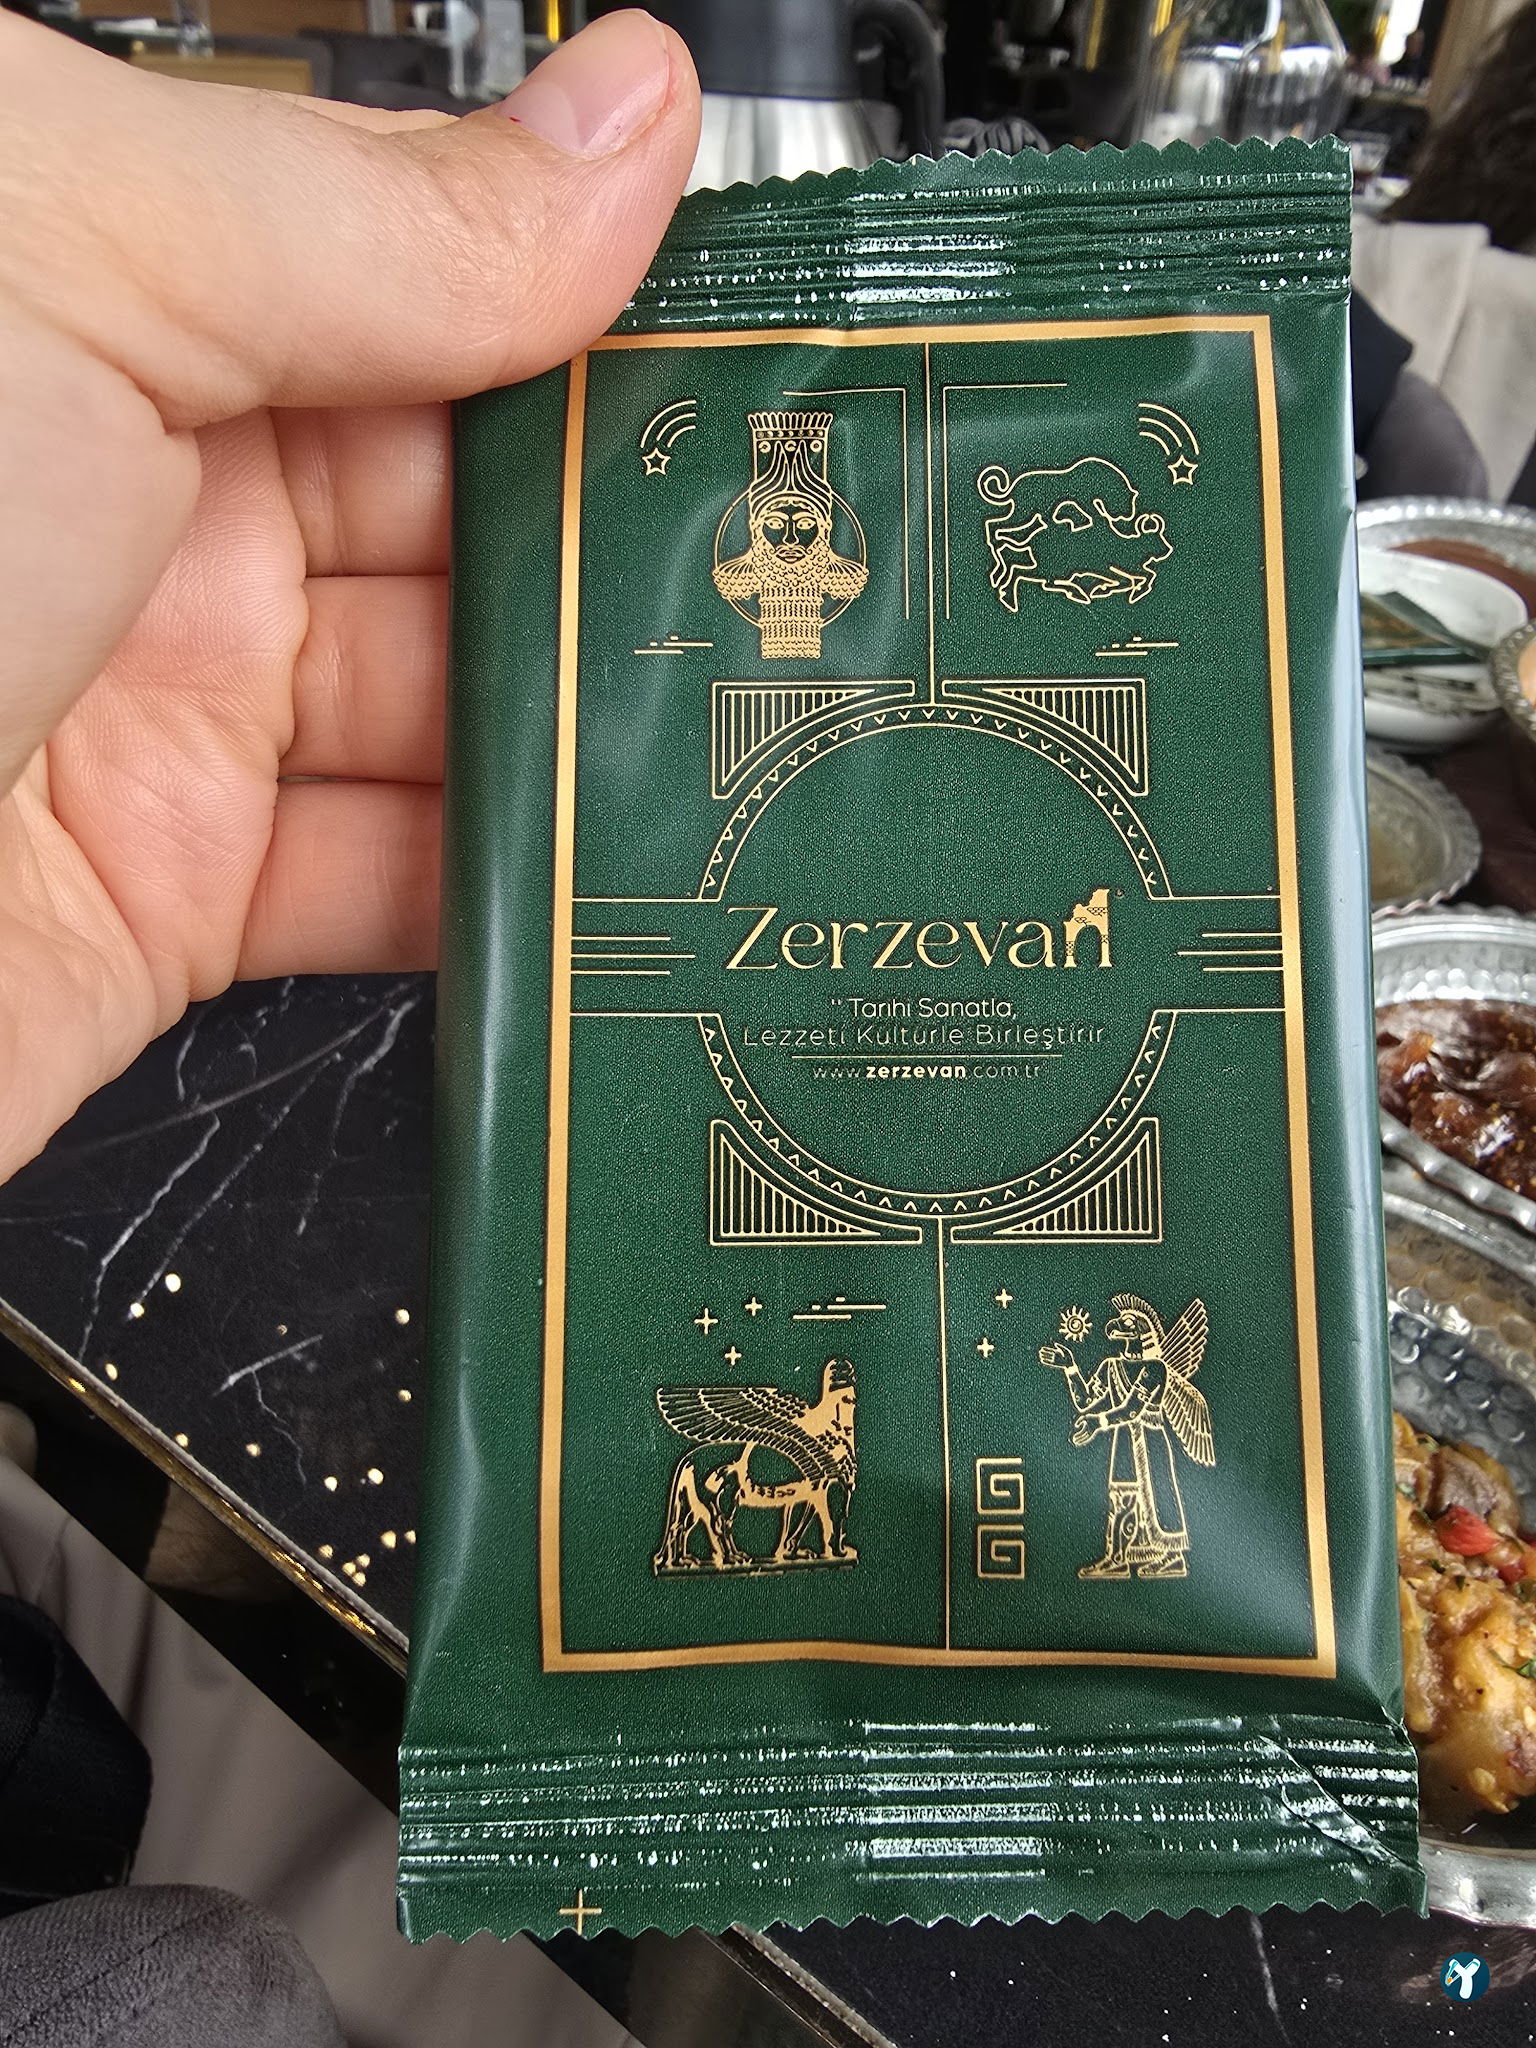 Zerzevan
" Tarihi Sanatla,
Lezzeti Kültürle Birleştirir
www.zerzevan.com.tr